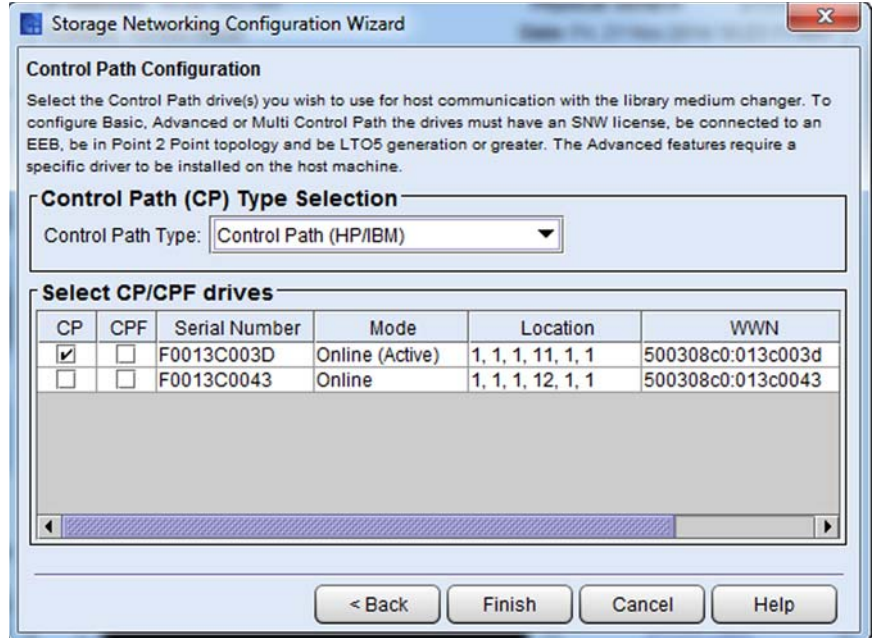 Storage Networking Configuration Wizard
Control Path Configuration
Select the Control Path drive(s) you wish to use for host communication with the library medium changer. To
configure Basic, Advanced or Multi Control Path the drives must have an SNW license, be connected to an
EEB, be in Point 2 Point topology and be LTO5 generation or greater. The Advanced features require a
specific driver to be installed on the host machine.
Control Path (CP) Type Selection
Control Path Type: Control Path (HP/IBM)
Select CP/CPF drives
CP CPF Serial Number Mode Location WWN
F0013C003D Online (Active) 1, 1, 1, 11, 1, 1 500308c0:013c003d
F0013C0043 Online 1, 1, 1, 12, 1, 1 500308c0:013c0043
< Back Finish Cancel Help